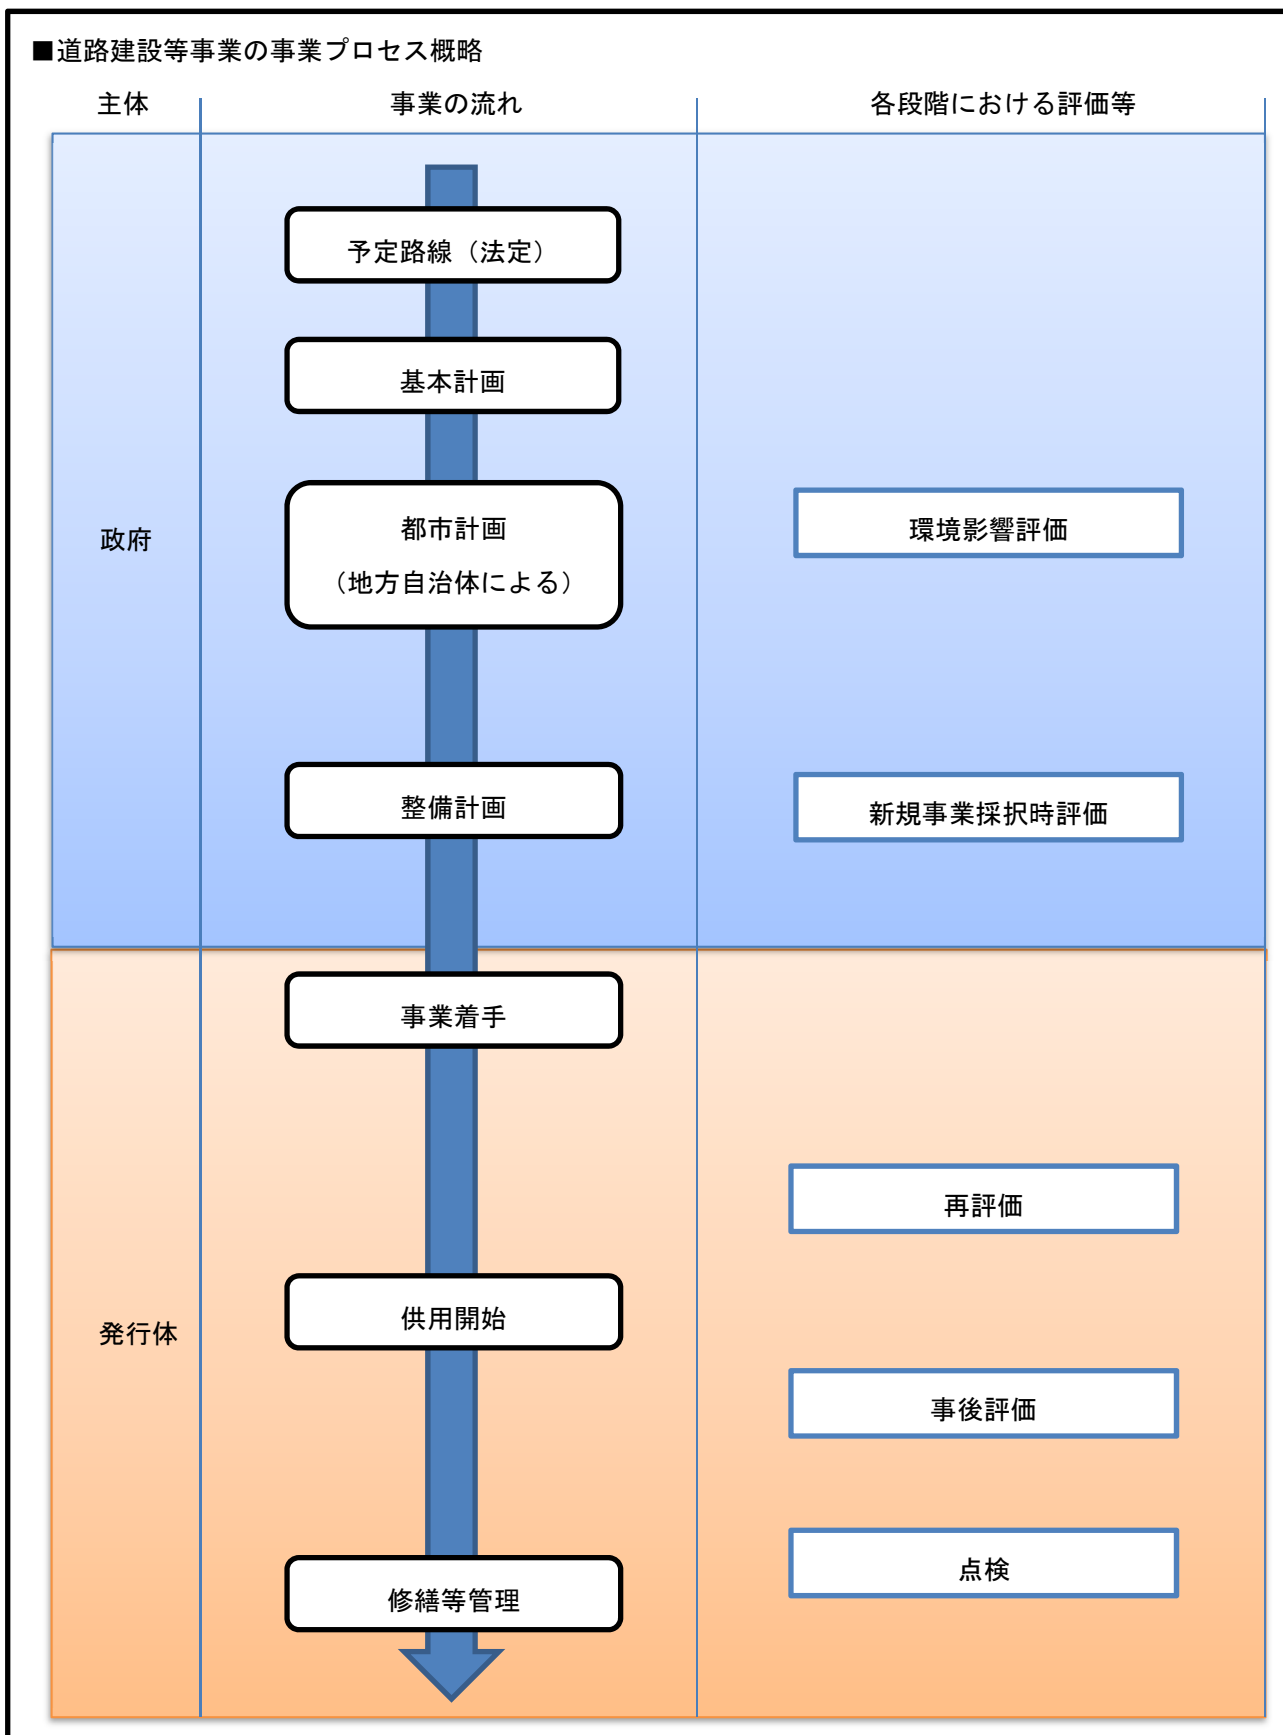 ■道路建設等事業の事業プロセス概略
主体
事業の流れ
各段階における評価等
予定路線（法定）
基本計画
政府
都市計画
（地方自治体による）
環境影響評価
整備計画
新規事業採択時評価
事業着手
再評価
発行体
供用開始
事後評価
点検
修繕等管理